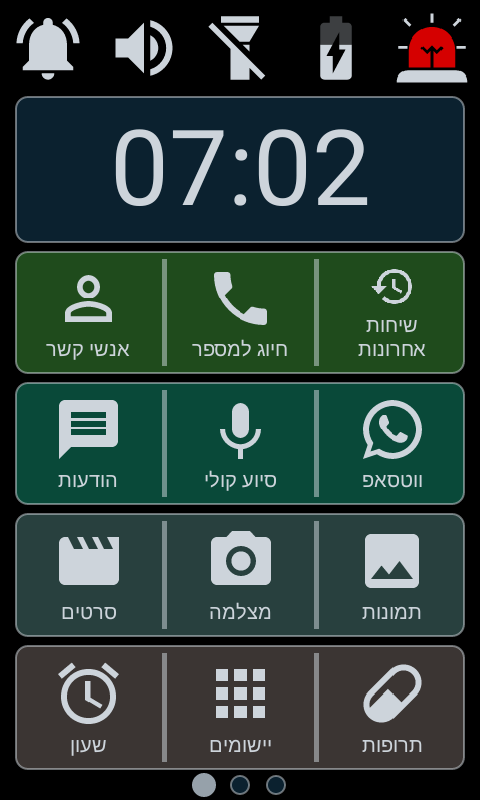 07:02
שיחות
אחרונות
חיוג למספר
אנשי קשר
ווטסאפ
סיוע קולי
הודעות
תמונות
מצלמה
סרטים
תרופות
יישומים
שעון